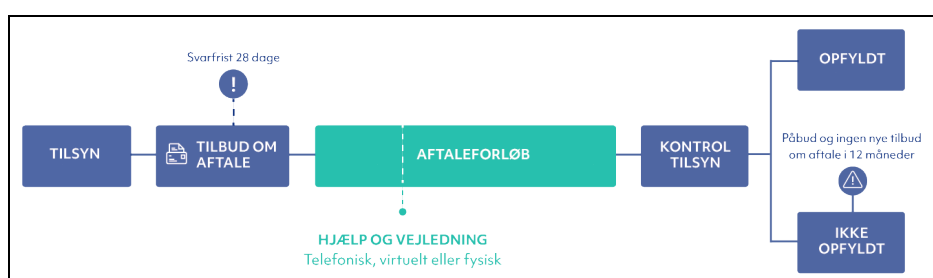 Svarfrist 28 dage
!
TILSYN
TILBUD OM
AFTALE
AFTALEFORLØB
HJÆLP OG VEJLEDNING
Telefonisk, virtuelt eller fysisk
KONTROL
TILSYN
OPFYLDT
Påbud og ingen nye tilbud
om aftale i 12 måneder
!
IKKE
OPFYLDT